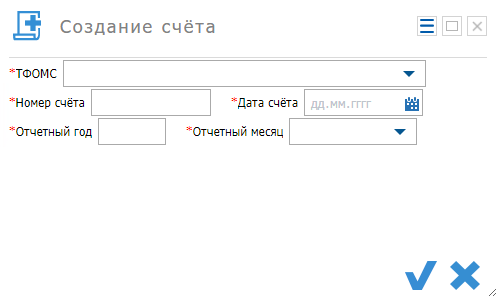 Создание счёта
*ТФОМС
*Номер счёта *Дата счёта дд.мм.гггг
*Отчетный год *Отчетный месяц